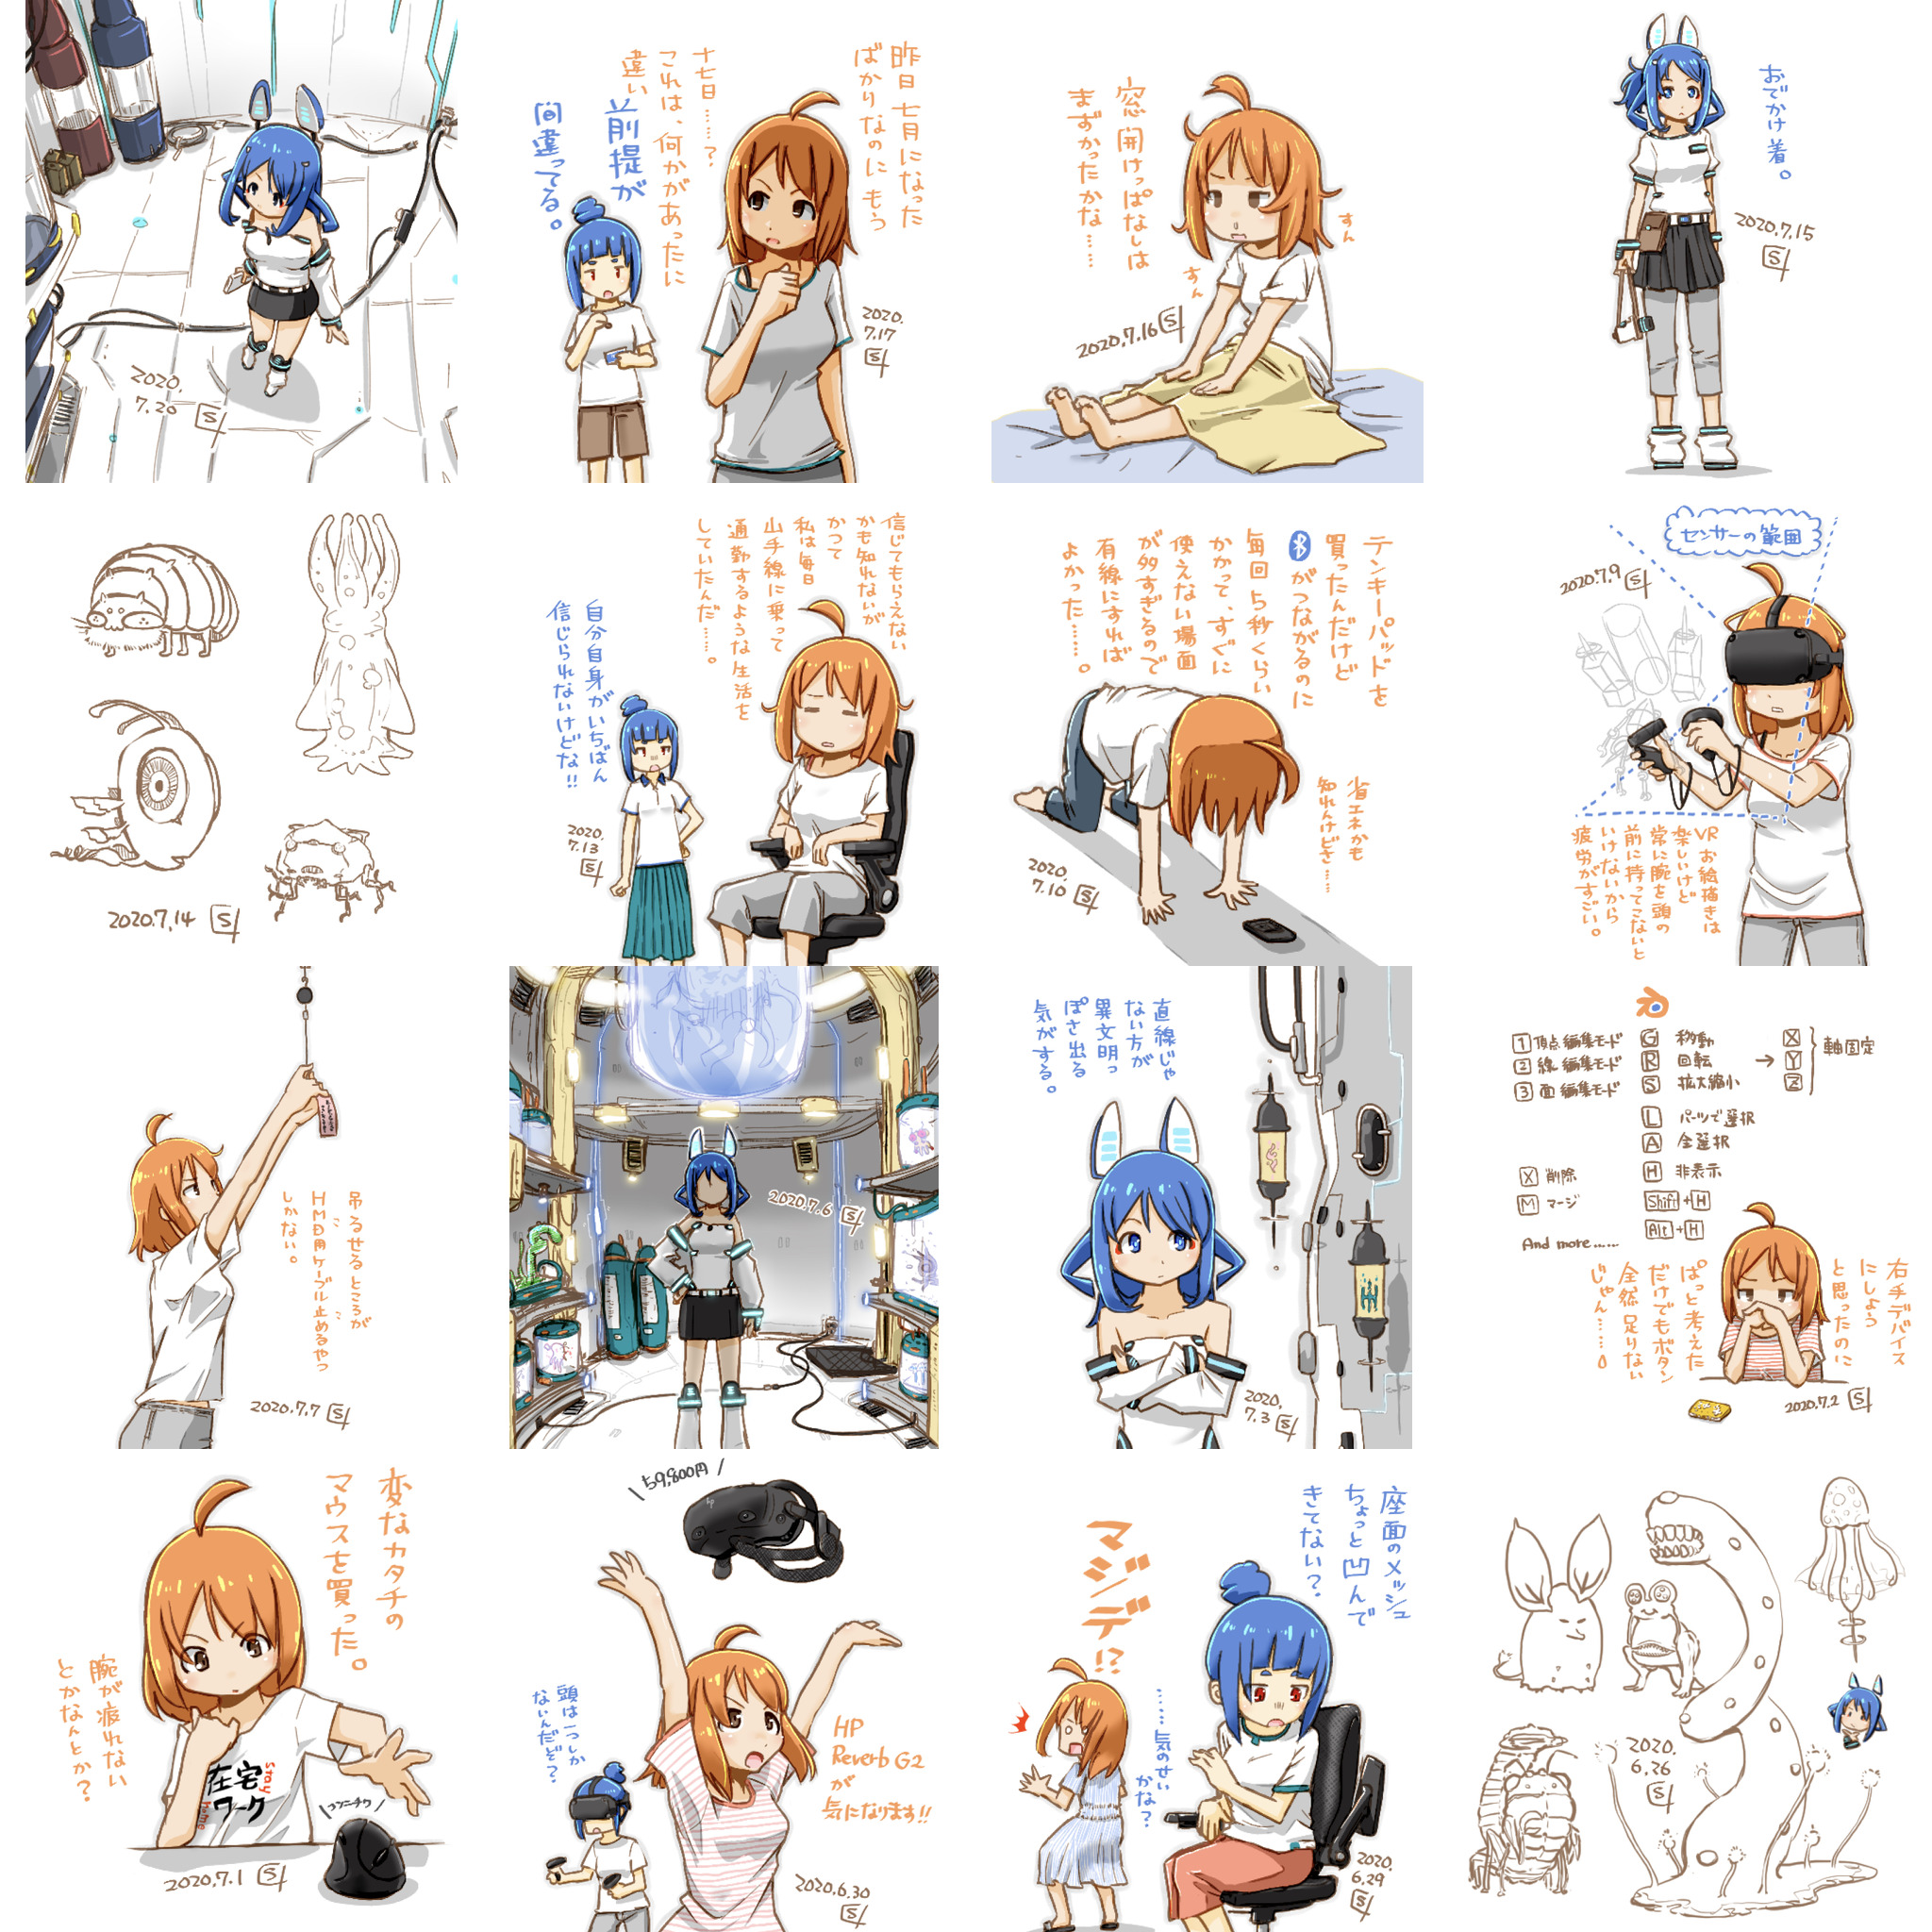 2020.
7.20
昨日 七月になった
ばかりなのにもう
十七日……?
これは、何かがあったに
違い
前提が
間違ってる。
2020.
7.17
窓開けっぱなしは
まずかったかな……
すん
すん
2020.7.16
おでかけ着。
2020.7.15
2020.7.14
信じてもらえない
かも知れないが
かつて
私は毎日
山手線に乗って
通勤するような生活を
していたんだ……。
自分自身がいちばん
信じられないけどな!!
2020.
7.13
テンキーパッドを
買ったんだけど
がつながるのに
毎回5秒くらい
かかって、すぐに
使えない場面
が多すぎるので
有線にすれば
よかった……。
省エネかも
知れんけどさ……
2020.
7.10
センサーの範囲
2020.7.9
VRお絵描きは
楽しいけど
常に腕を頭の
前に持ってこないと
いけないから
疲労がすごい。
吊るせるところが
HMD用ケーブル止めるやつ
しかない。
2020.7.7
2020.7.6
直線じゃ
ない方が
異文明っ
ぽさ出る
気がする。
2020.
7.3
1 頂点編集モード
2 線編集モード
3 面編集モード
G 移動
R 回転
S 拡大縮小
→
X
Y
Z
軸固定
L パーツで選択
A 全選択
H 非表示
Shift+H
Alt+H
X 削除
M マージ
And more……
右手デバイス
にしよう
と思ったのに
ぱっと考えた
だけでもボタン
全然足りない
じゃん……。
2020.7.2
変なカタチの
マウスを買った。
腕が疲れない
とかなんとか?
在宅
ワーク
Stay
home
コンニチワ
2020.7.1
59,800円
HP
Reverb G2
が
気になります!!
頭は一つしか
ないんだぞ?
2020.6.30
座面のメッシュ
ちょっと凹んで
きてない?
マジデ!?
……気のせい
かな?
2020.
6.29
2020.
6.26